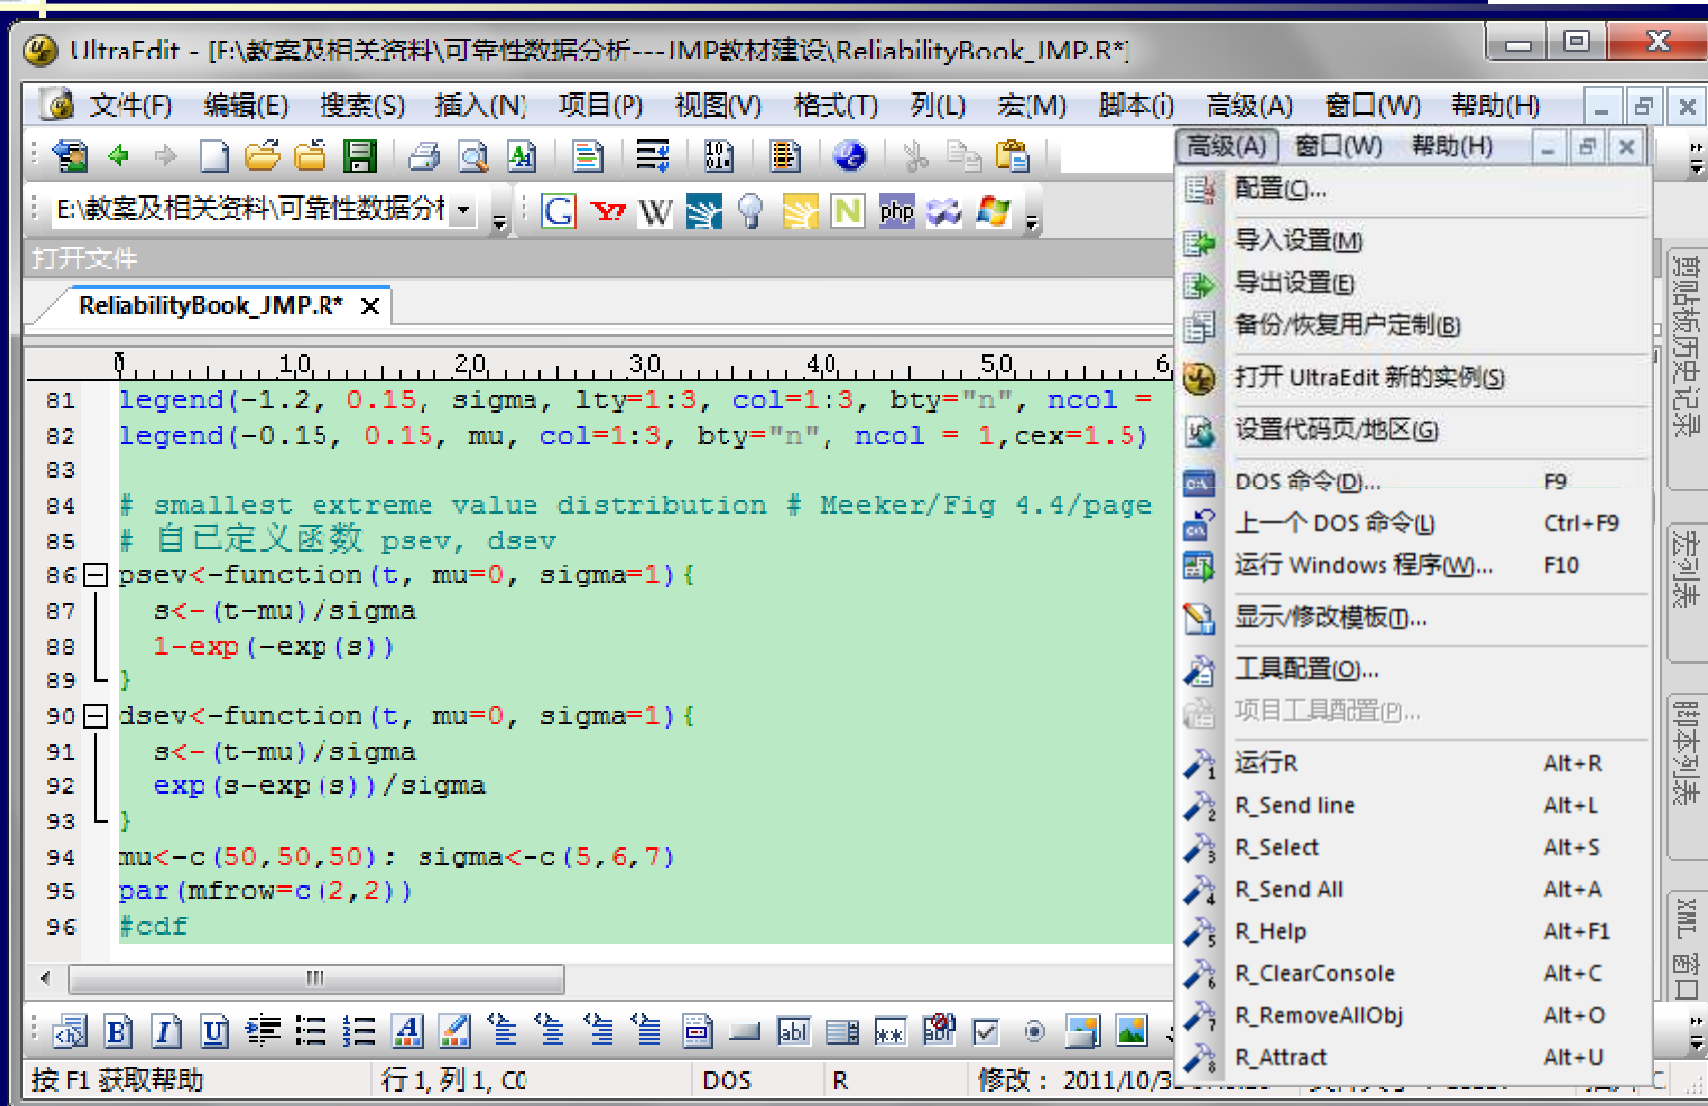 UltraEdit - [E:\教案及相关资料\可靠性数据分析---JMP教材建设\ReliabilityBook_JMP.R*]
文件(F) 编辑(E) 搜索(S) 插入(N) 项目(P) 视图(V) 格式(T) 列(L) 宏(M) 脚本(i) 高级(A) 窗口(W) 帮助(H)
高级(A) 窗口(W) 帮助(H)
E:\教案及相关资料\可靠性数据分析
G Y? W N php
打开文件
ReliabilityBook_JMP.R* X
0 10 20 30 40 50 6
81 legend(-1.2, 0.15, sigma, lty=1:3, col=1:3, bty="n", ncol =
82 legend(-0.15, 0.15, mu, col=1:3, bty="n", ncol = 1,cex=1.5)
83
84 # smallest extreme value distribution # Meeker/Fig 4.4/page
85 # 自已定义函数 psev, dsev
86 psev<-function(t, mu=0, sigma=1){
87 s<-(t-mu)/sigma
88 1-exp(-exp(s))
89 }
90 dsev<-function(t, mu=0, sigma=1){
91 s<-(t-mu)/sigma
92 exp(s-exp(s))/sigma
93 }
94 mu<-c(50,50,50); sigma<-c(5,6,7)
95 par(mfrow=c(2,2))
96 #cdf
配置(C)...
导入设置(M)
导出设置(E)
备份/恢复用户定制(B)
打开 UltraEdit 新的实例(S)
设置代码页/地区(G)
DOS 命令(D)... F9
上一个 DOS 命令(L) Ctrl+F9
运行 Windows 程序(W)... F10
显示/修改模板(T)...
工具配置(O)...
项目工具配置(P)...
运行R Alt+R
R_Send line Alt+L
R_Select Alt+S
R_Send All Alt+A
R_Help Alt+F1
R_ClearConsole Alt+C
R_RemoveAllObj Alt+O
R_Attract Alt+U
剪贴板历史记录
宏列表
脚本列表
XML 窗口
B I U A abl
按 F1 获取帮助 行 1, 列 1, C0 DOS R 修改： 2011/10/3